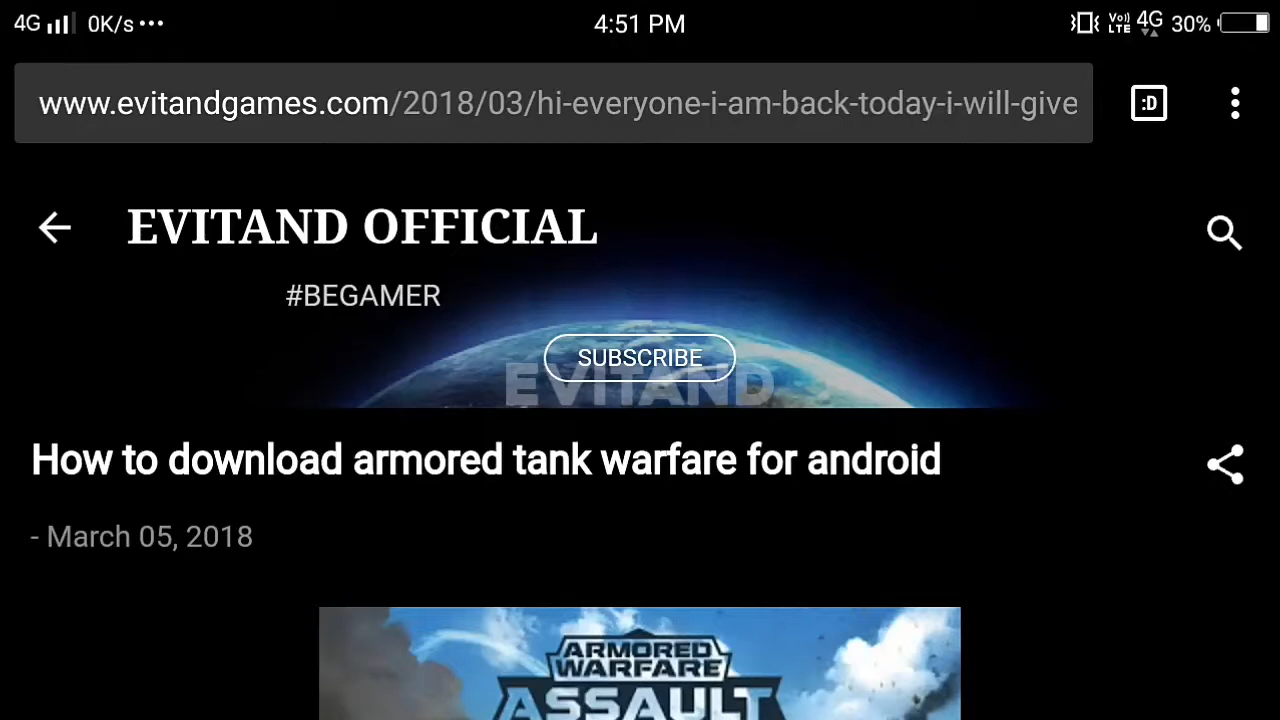 4G 0K/s ••• 4:51 PM Vo)) LTE 4G 30%
www.evitandgames.com/2018/03/hi-everyone-i-am-back-today-i-will-give :D
EVITAND OFFICIAL
#BEGAMER
SUBSCRIBE
EVITAND
How to download armored tank warfare for android
- March 05, 2018
ARMORED
WARFARE
ASSAULT